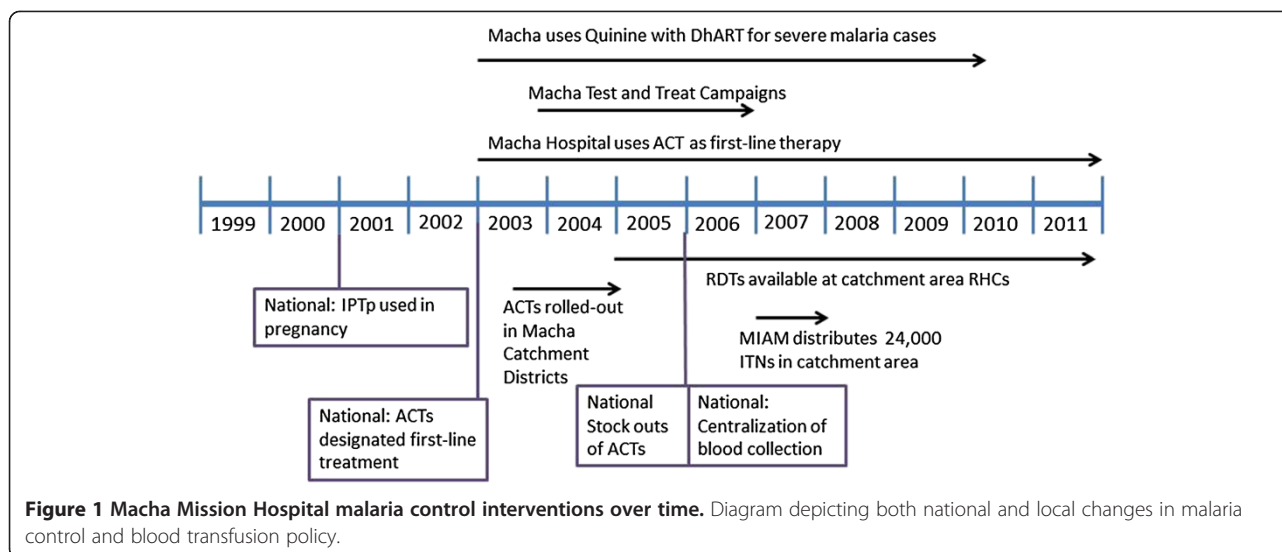 Macha uses Quinine with DhART for severe malaria cases
Macha Test and Treat Campaigns
Macha Hospital uses ACT as first-line therapy
1999 2000 2001 2002 2003 2004 2005 2006 2007 2008 2009 2010 2011
RDTs available at catchment area RHCs
National: IPTp used in
pregnancy
ACTs rolled-out
in Macha
Catchment
Districts
MIAM distributes 24,000
ITNs in catchment area
National: ACTs
designated first-line
treatment
National
Stock outs
of ACTs
National:
Centralization of
blood collection
Figure 1 Macha Mission Hospital malaria control interventions over time. Diagram depicting both national and local changes in malaria
control and blood transfusion policy.